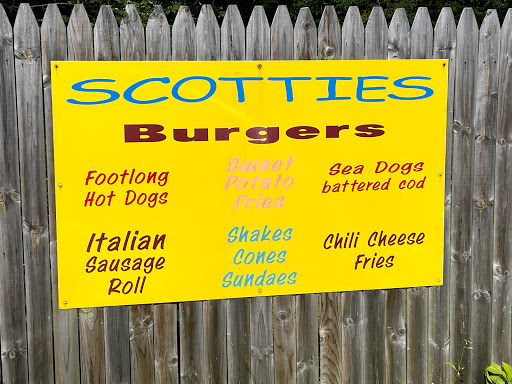 SCOTTIES
Burgers
Footlong
Hot Dogs
Sweet
Potato
Fries
Sea Dogs
battered cod
Italian
Sausage
Roll
Shakes
Cones
Sundaes
Chili Cheese
Fries